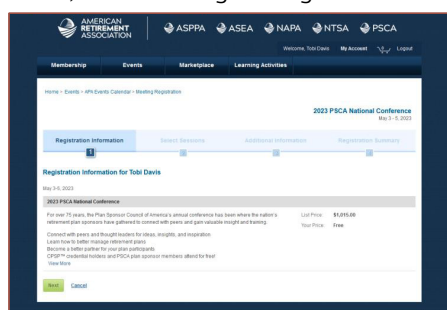 AMERICAN RETIREMENT ASSOCIATION
ASPPA ASEA NAPA NTSA PSCA
Welcome, Tobi Davis My Account Logout
Membership Events Marketplace Learning Activities
Home > Events > APA Events Calendar > Meeting Registration
2023 PSCA National Conference
May 3 - 5, 2023
Registration Information Select Sessions Additional Information Registration Summary
1
Registration Information for Tobi Davis
May 3-5, 2023
2023 PSCA National Conference
For over 75 years, the Plan Sponsor Council of America's annual conference has been where the nation's List Price: $1,015.00
retirement plan sponsors have gathered to connect with peers and gain valuable insight and training. Your Price: Free
Connect with peers and thought leaders for ideas, insights, and inspiration
Learn how to better manage retirement plans
Become a better partner for your plan participants
CPSP™ credential holders and PSCA plan sponsor members attend for free!
View More
Next Cancel